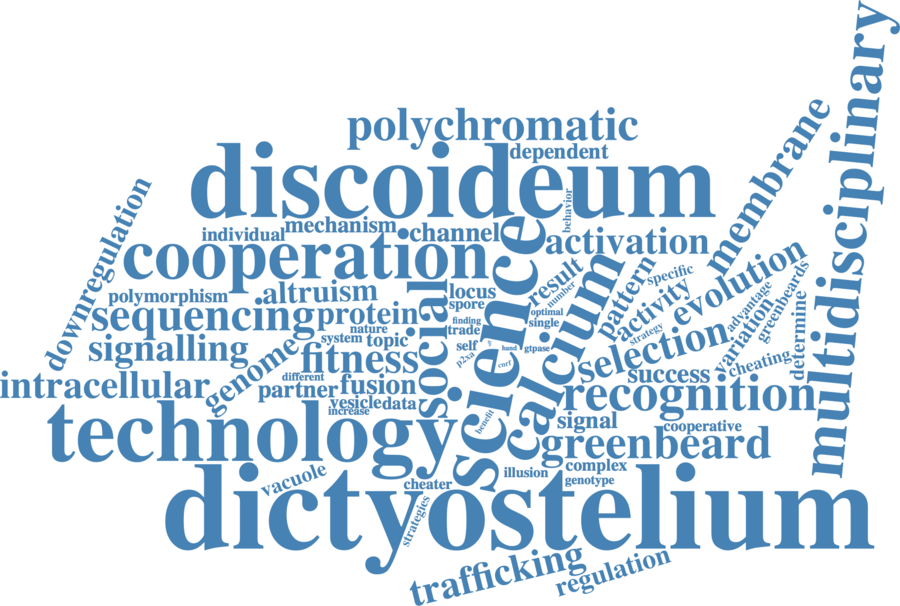 multidisciplinary
polychromatic
membrane
discoideum
dependent
behavior
downregulation
individual
mechanism
channel
science
activation
cooperation
evolution
polymorphism
altruism
locus
result
number
pattern
specific
activity
advantage
greenbeards
sequencing
protein
social
spore
optimal
calcium
strategy
variation
determine
nature
finding
single
signalling
system
topic
trade
selection
genome
fitness
self
p2xa
hand
gtpase
cnrf
success
cheating
intracellular
different
partner
fusion
recognition
vesicle
data
increase
technology
benefit
signal
cooperative
greenbeard
dictyostelium
vacuole
cheater
illusion
complex
genotype
strategies
trafficking
regulation